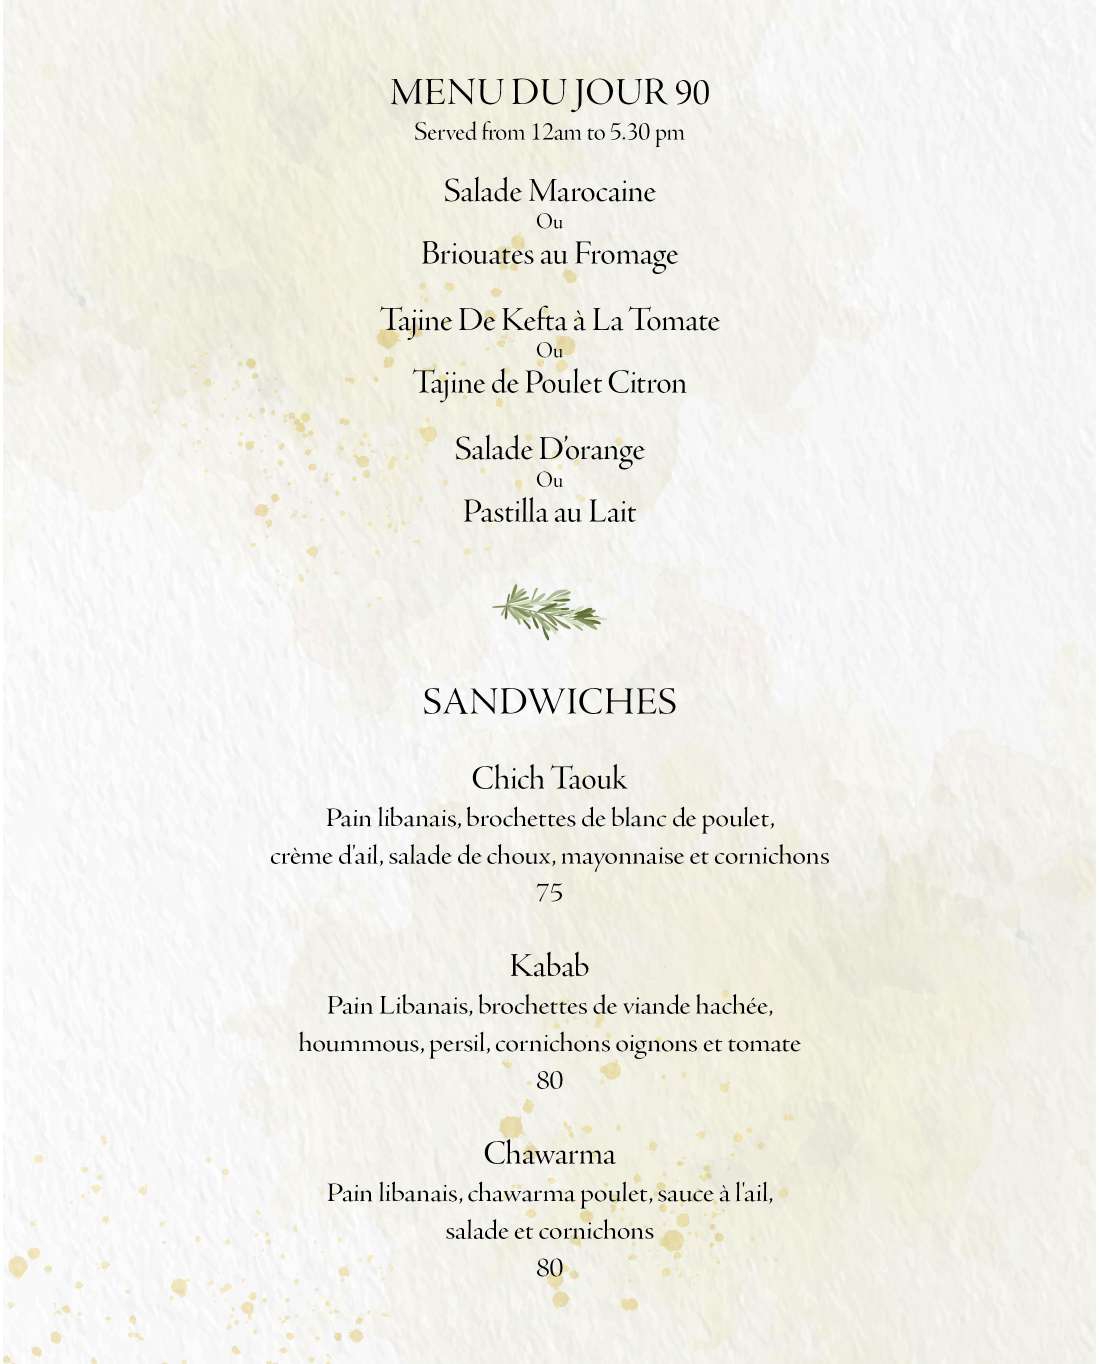 MENU DU JOUR 90
Served from 12am to 5.30 pm
Salade Marocaine
Ou
Briouates au Fromage
Tajine De Kefta à La Tomate
Ou
Tajine de Poulet Citron
Salade D’orange
Ou
Pastilla au Lait
SANDWICHES
Chich Taouk
Pain libanais, brochettes de blanc de poulet,
crème d'ail, salade de choux, mayonnaise et cornichons
75
Kabab
Pain Libanais, brochettes de viande hachée,
hoummous, persil, cornichons oignons et tomate
80
Chawarma
Pain libanais, chawarma poulet, sauce à l'ail,
salade et cornichons
80